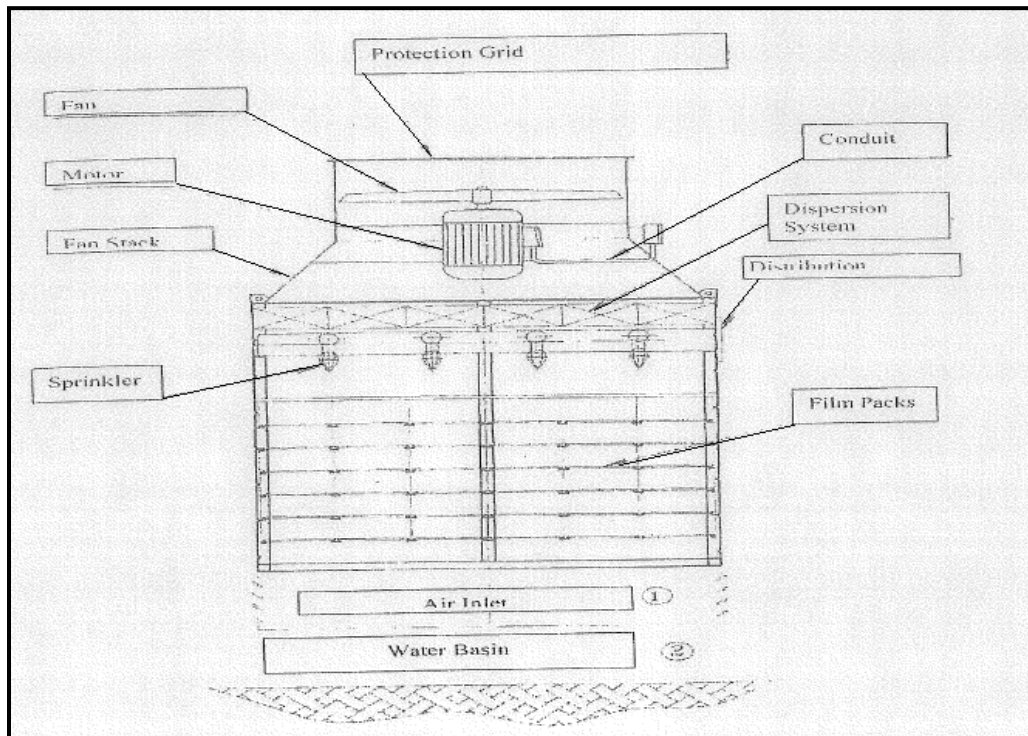 Protection Grid
Fan
Conduit
Motor
Dispersion
System
Fan Stack
Distribution
Sprinkler
Film Packs
Air Inlet
①
Water Basin
②